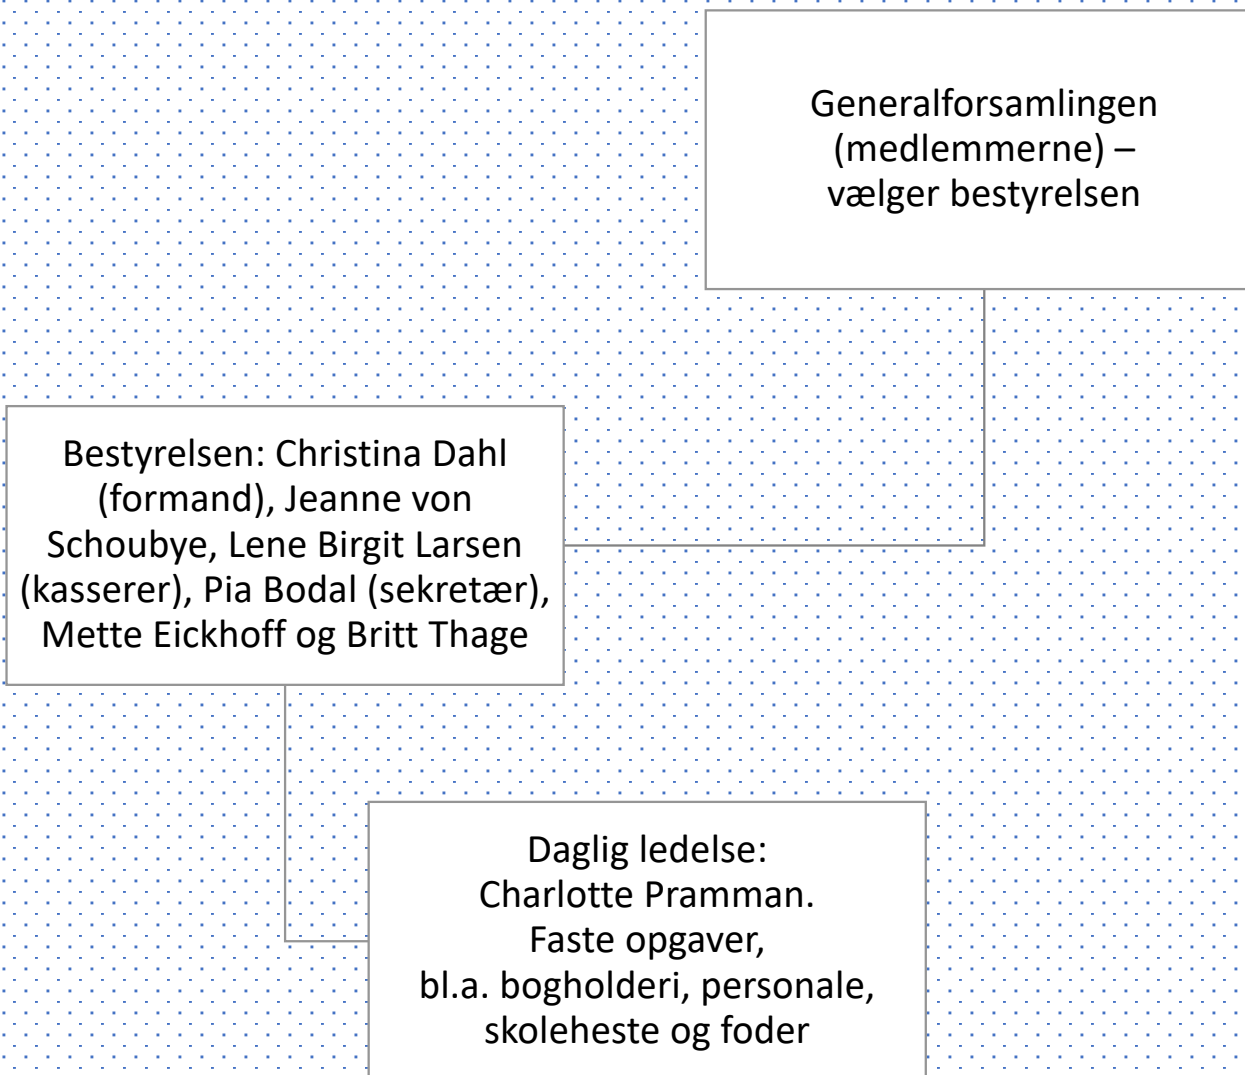 Generalforsamlingen
(medlemmerne) –
vælger bestyrelsen
Bestyrelsen: Christina Dahl
(formand), Jeanne von
Schoubye, Lene Birgit Larsen
(kasserer), Pia Bodal (sekretær),
Mette Eickhoff og Britt Thage
Daglig ledelse:
Charlotte Pramman.
Faste opgaver,
bl.a. bogholderi, personale,
skoleheste og foder